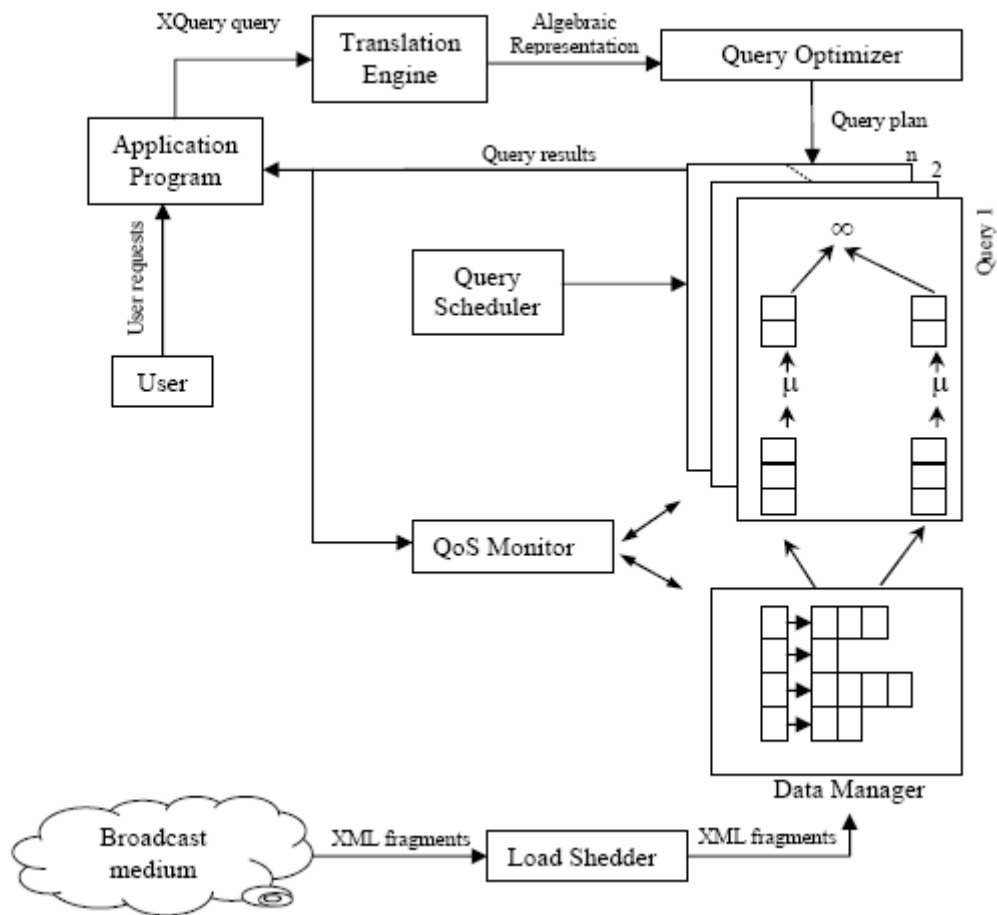 XQuery query
Translation
Engine
Algebraic
Representation
Query Optimizer
Application
Program
Query plan
Query results
n
2
Query 1
∞
User requests
Query
Scheduler
μ
μ
User
QoS Monitor
Data Manager
Broadcast
medium
XML fragments
Load Shedder
XML fragments